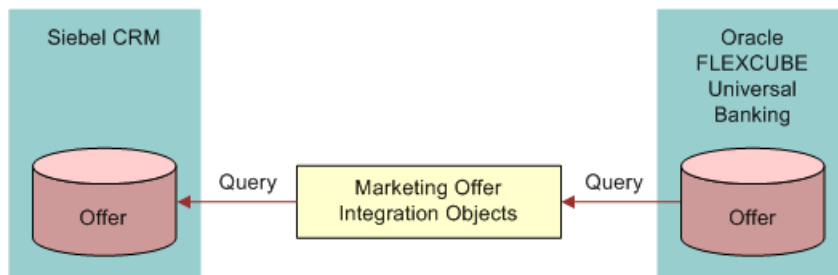 Siebel CRM
Oracle
FLEXCUBE
Universal
Banking
Query
Marketing Offer
Integration Objects
Query
Offer
Offer